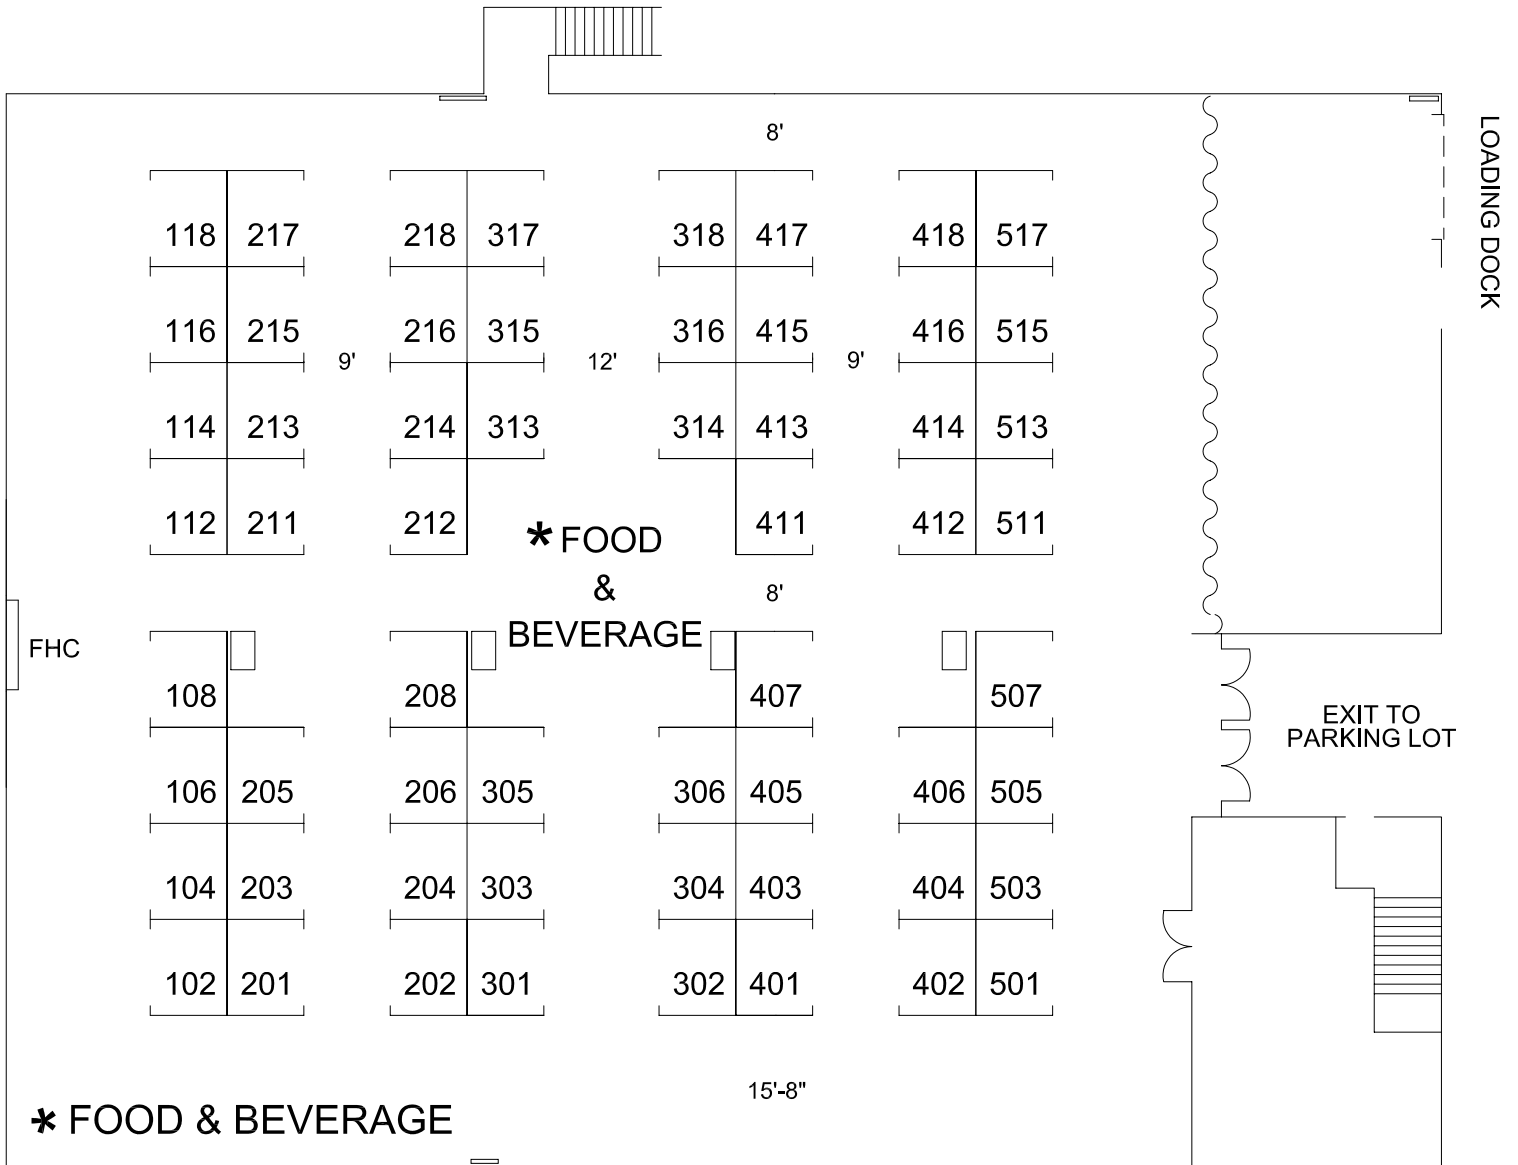 8'
LOADING DOCK
118 217 218 317 318 417 418 517
116 215 216 315 316 415 416 515
9' 12' 9'
114 213 214 313 314 413 414 513
112 211 212 411 412 511
* FOOD
&
BEVERAGE
8'
FHC
108 208 407 507
EXIT TO
PARKING LOT
106 205 206 305 306 405 406 505
104 203 204 303 304 403 404 503
102 201 202 301 302 401 402 501
15'-8"
* FOOD & BEVERAGE